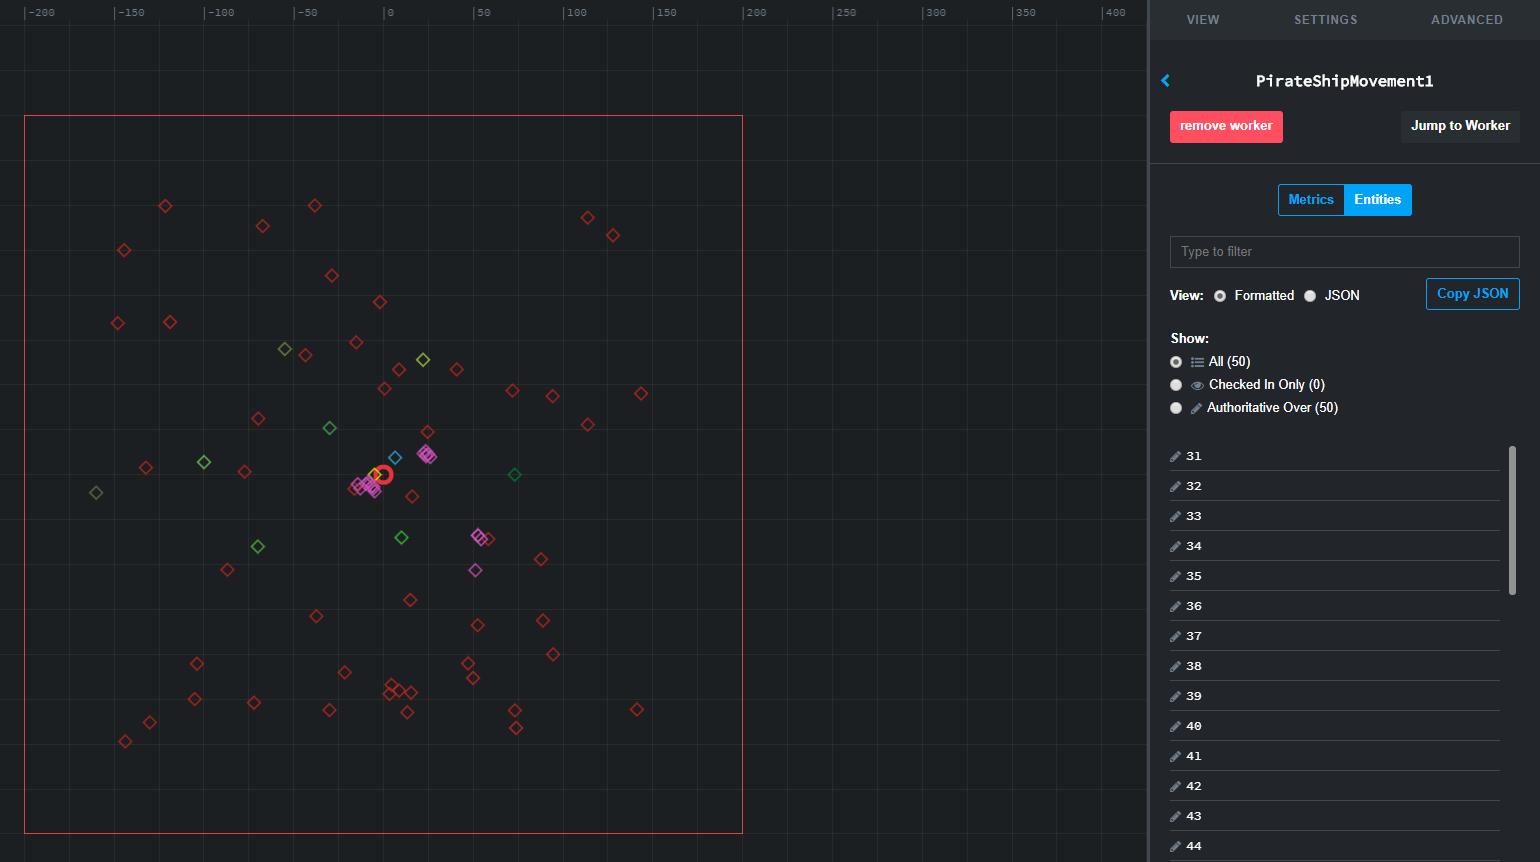 -200 -150 -100 -50 0 50 100 150 200 250 300 350 400
VIEW SETTINGS ADVANCED
PirateShipMovement1
remove worker Jump to Worker
Metrics Entities
Type to filter
View: Formatted JSON Copy JSON
Show:
All (50)
Checked In Only (0)
Authoritative Over (50)
31
32
33
34
35
36
37
38
39
40
41
42
43
44